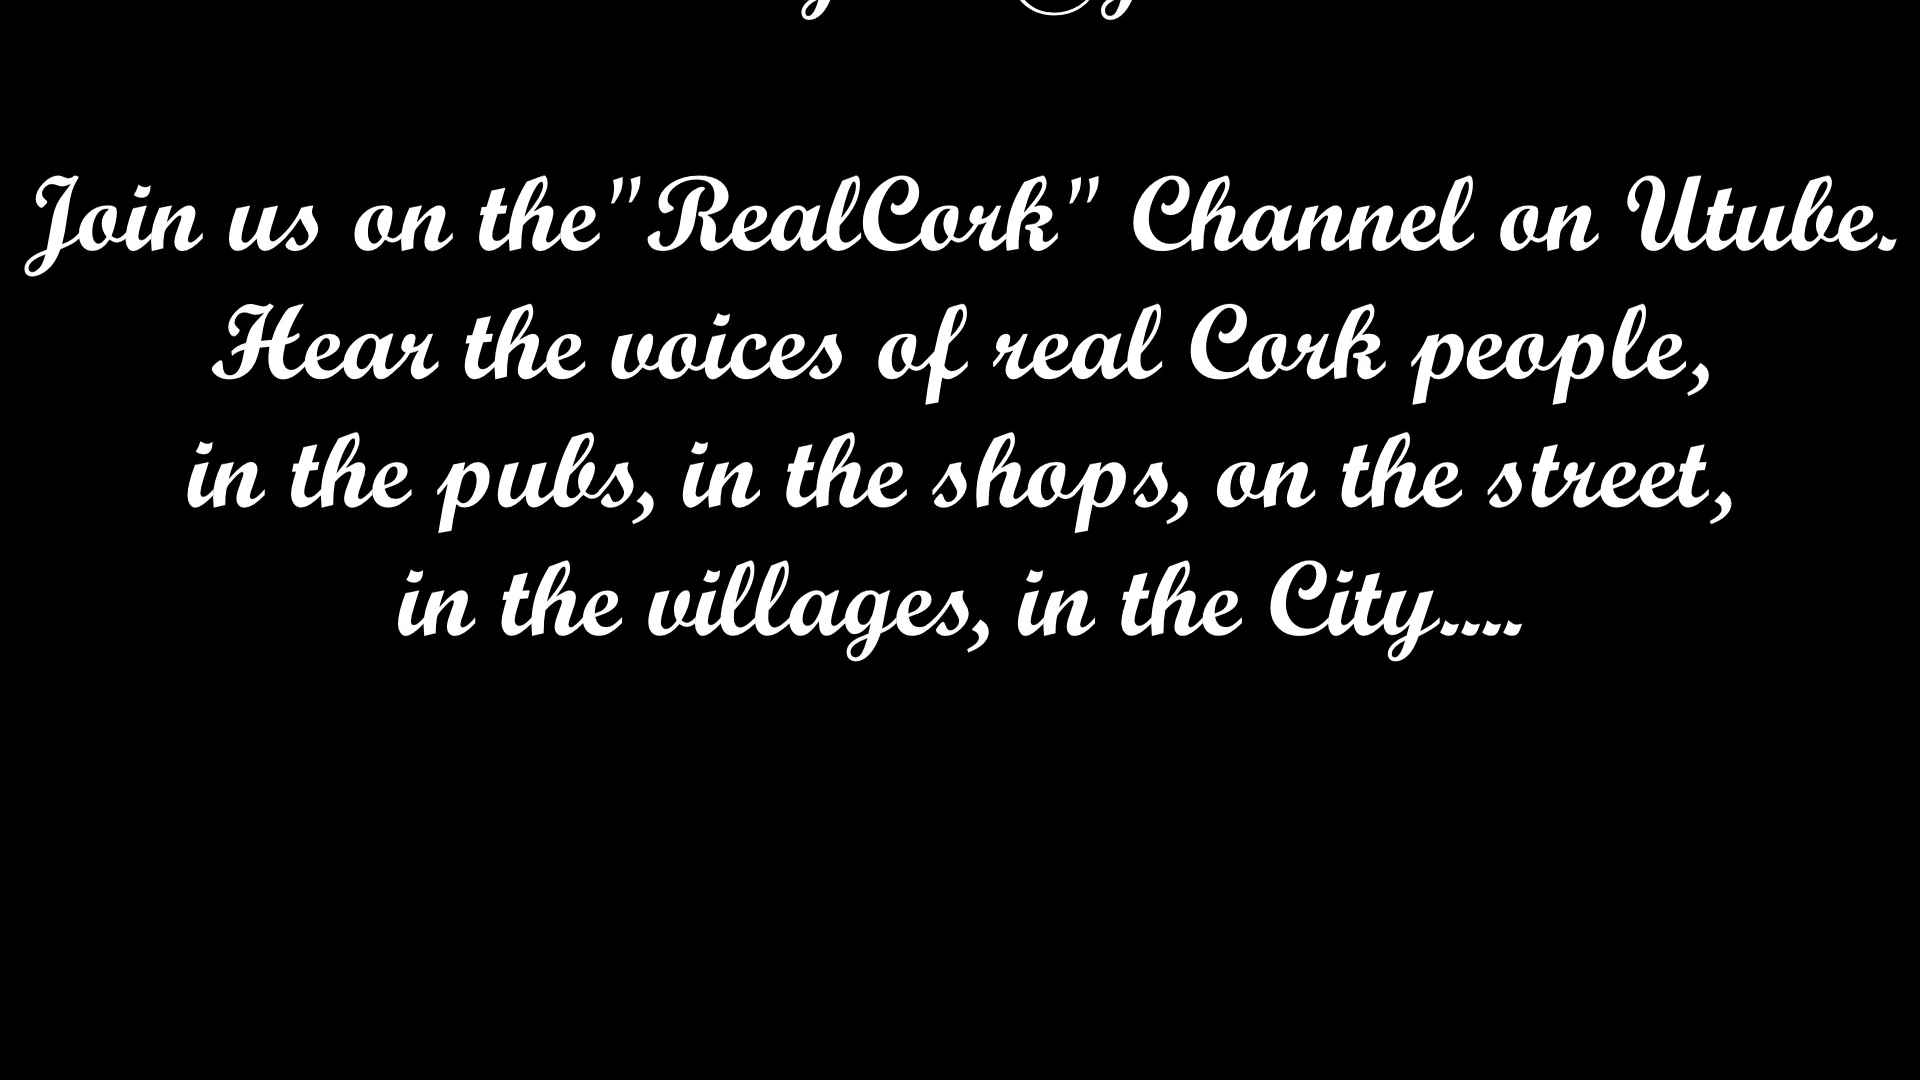 Join us on the"RealCork" Channel on Utube.
Hear the voices of real Cork people,
in the pubs, in the shops, on the street,
in the villages, in the City....